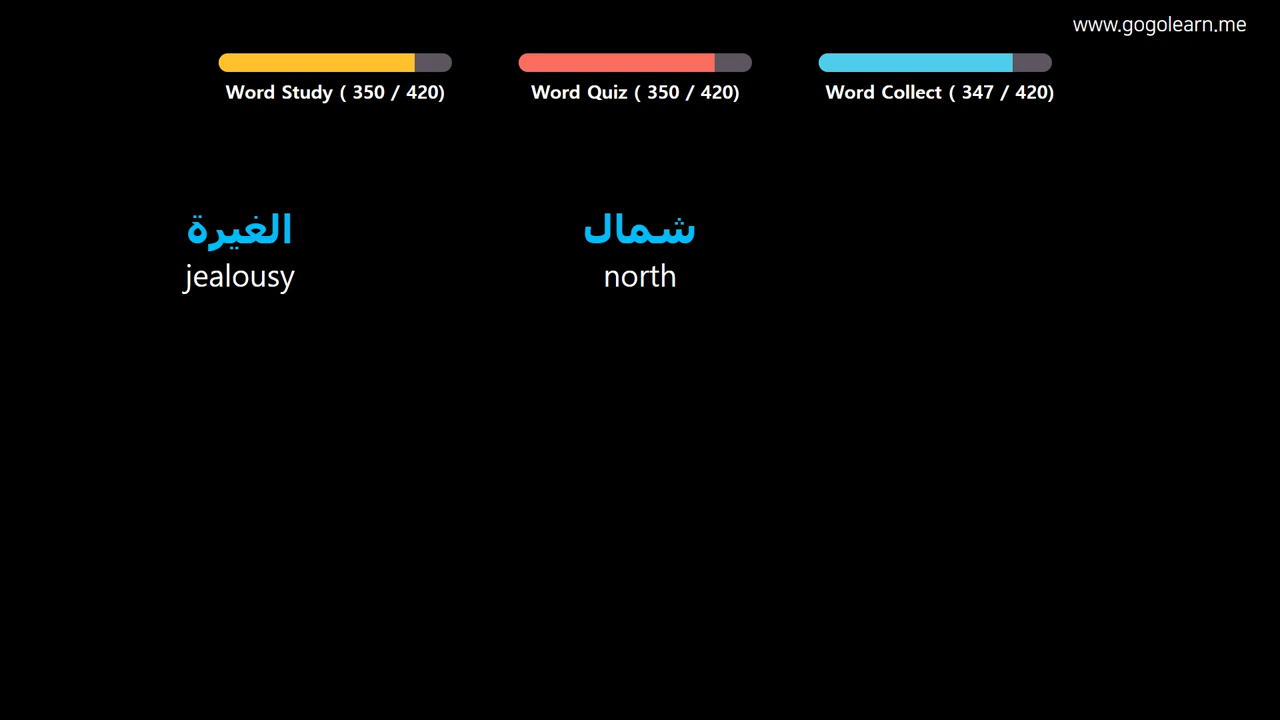 www.gogolearn.me
Word Study ( 350 / 420)
Word Quiz ( 350 / 420)
Word Collect ( 347 / 420)
الغيرة
jealousy
شمال
north